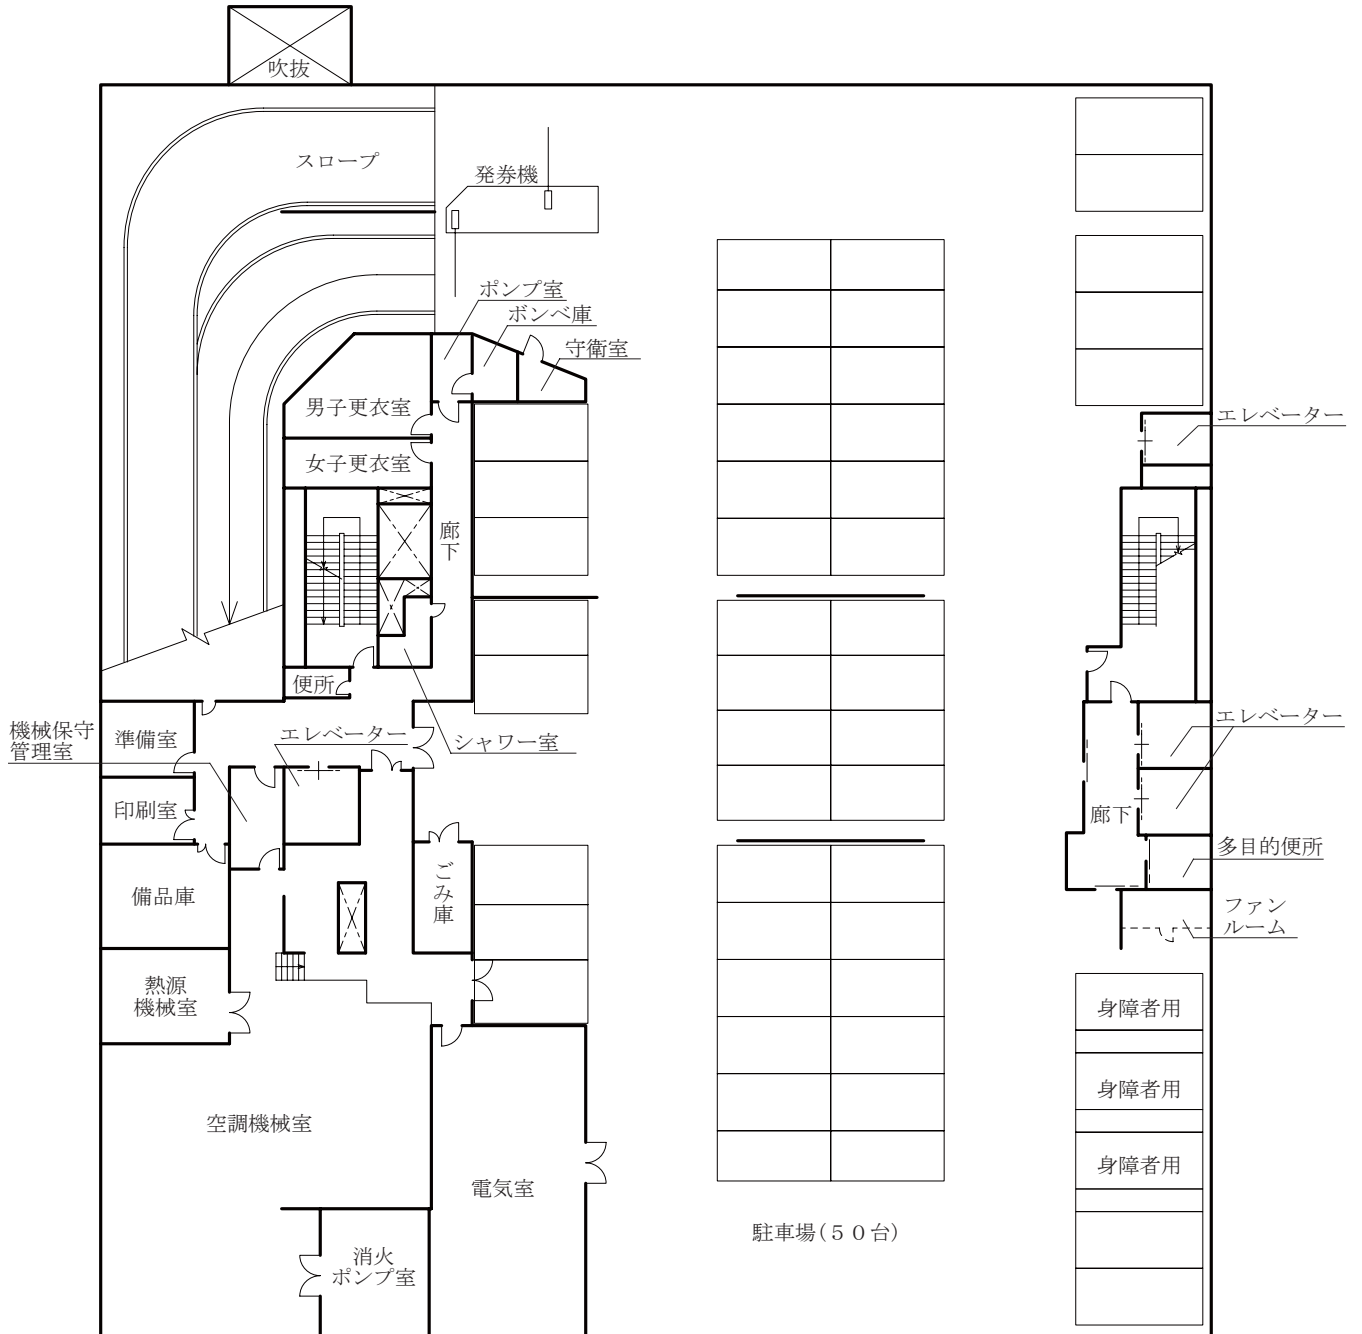 吹抜
スロープ
発券機
ポンプ室
ボンベ庫
守衛室
男子更衣室
エレベーター
女子更衣室
廊
下
便所
機械保守
管理室
準備室
エレベーター
シャワー室
エレベーター
印刷室
廊下
多目的便所
備品庫
ご
み
庫
ファン
ルーム
熱源
機械室
身障者用
身障者用
空調機械室
身障者用
電気室
駐車場(50台)
消火
ポンプ室